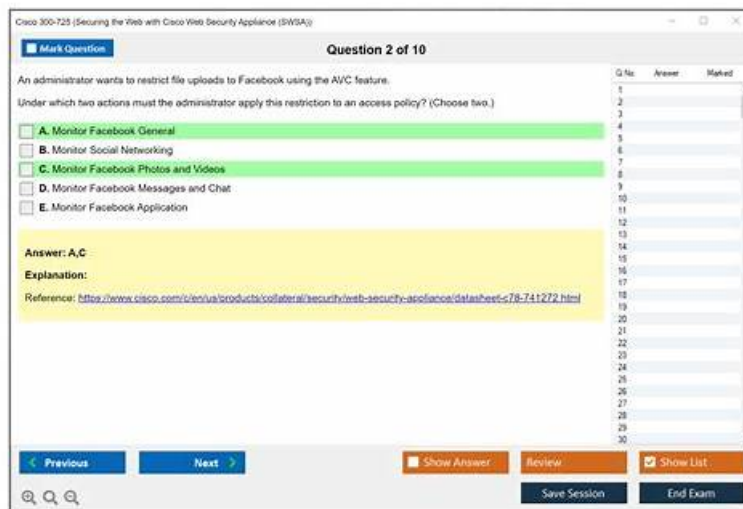 Cisco 300-725 (Securing the Web with Cisco Web Security Appliance (SWSA))
Mark Question
Question 2 of 10
An administrator wants to restrict file uploads to Facebook using the AVC feature.
Under which two actions must the administrator apply this restriction to an access policy? (Choose two.)
A. Monitor Facebook General
B. Monitor Social Networking
C. Monitor Facebook Photos and Videos
D. Monitor Facebook Messages and Chat
E. Monitor Facebook Application
Answer: A,C
Explanation:
Reference: https://www.cisco.com/c/en/us/products/collateral/security/web-security-appliance/datasheet-c78-741272.html
Q.No. Answer Marked
1
2
3
4
5
6
7
8
9
10
11
12
13
14
15
16
17
18
19
20
21
22
23
24
25
26
27
28
29
30
Previous
Next
Show Answer
Review
Show List
Save Session
End Exam